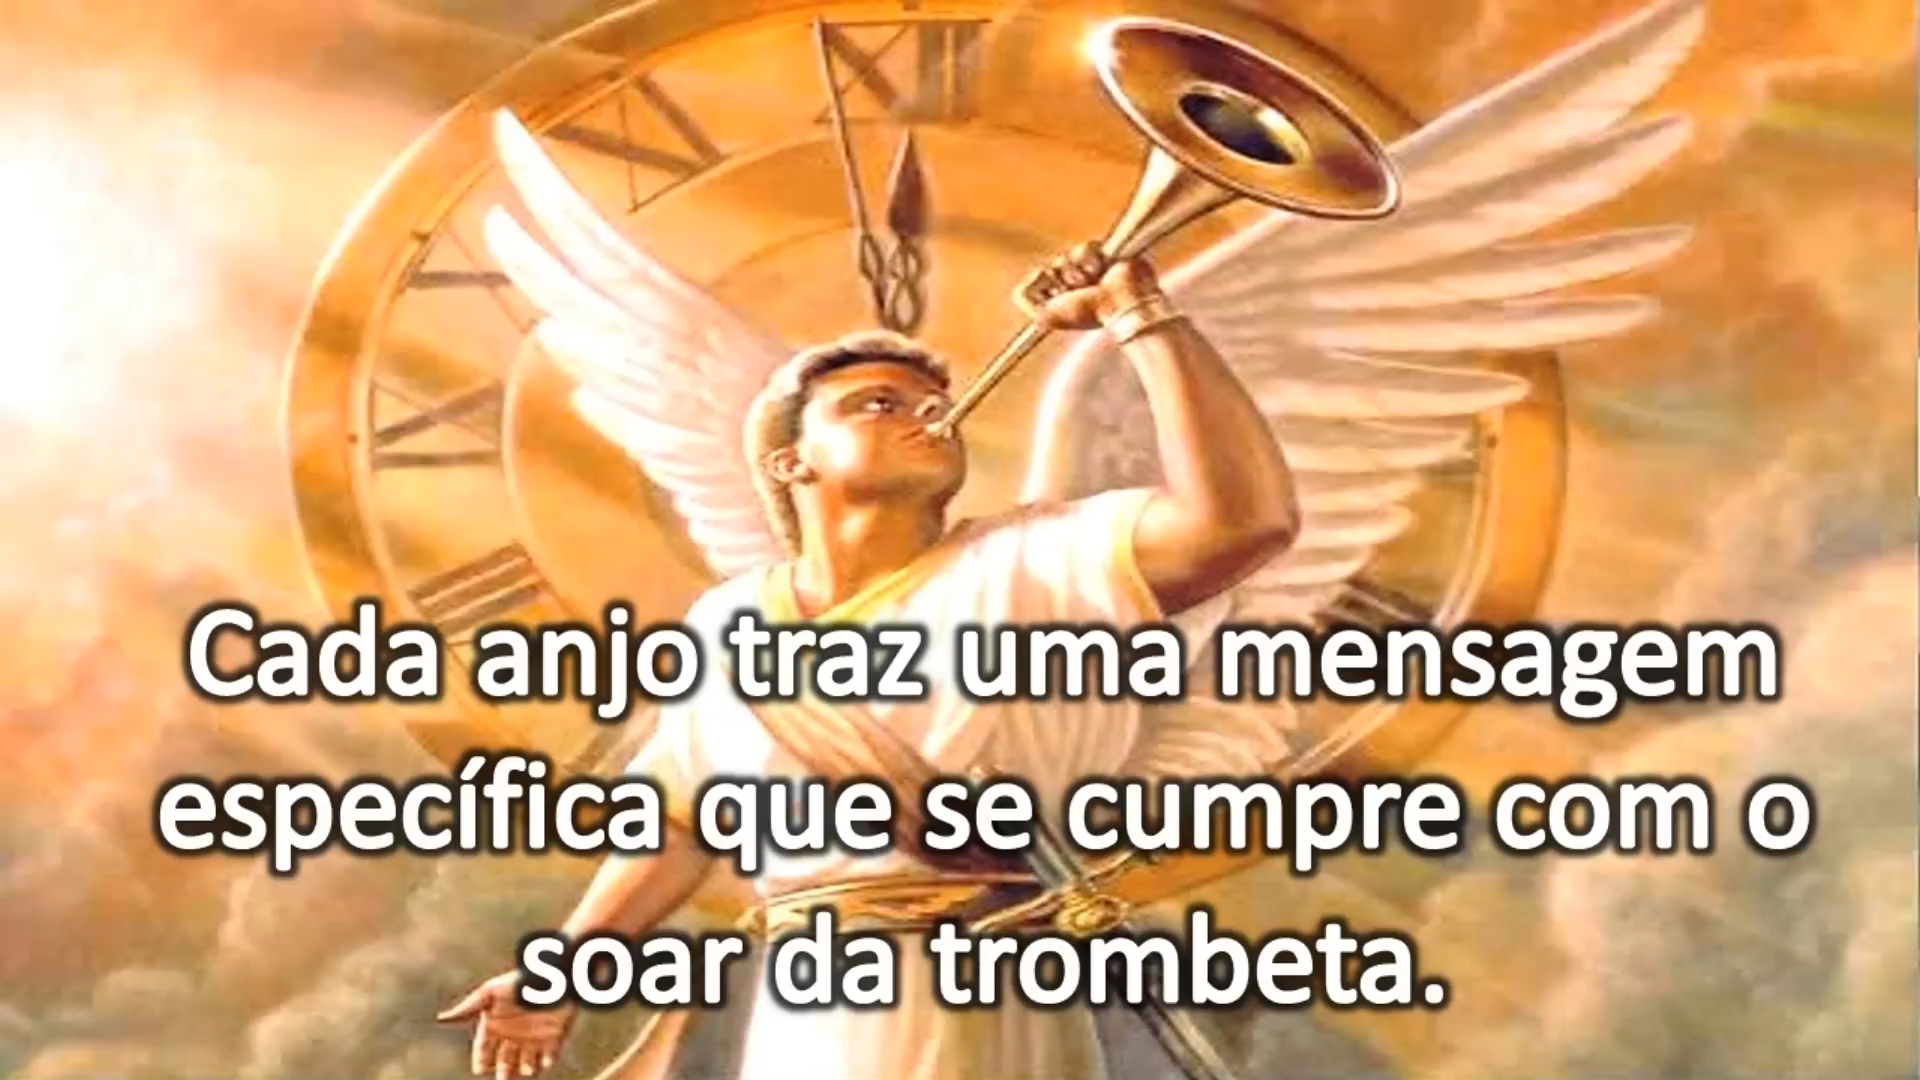 Cada anjo traz uma mensagem
específica que se cumpre com o
soar da trombeta.